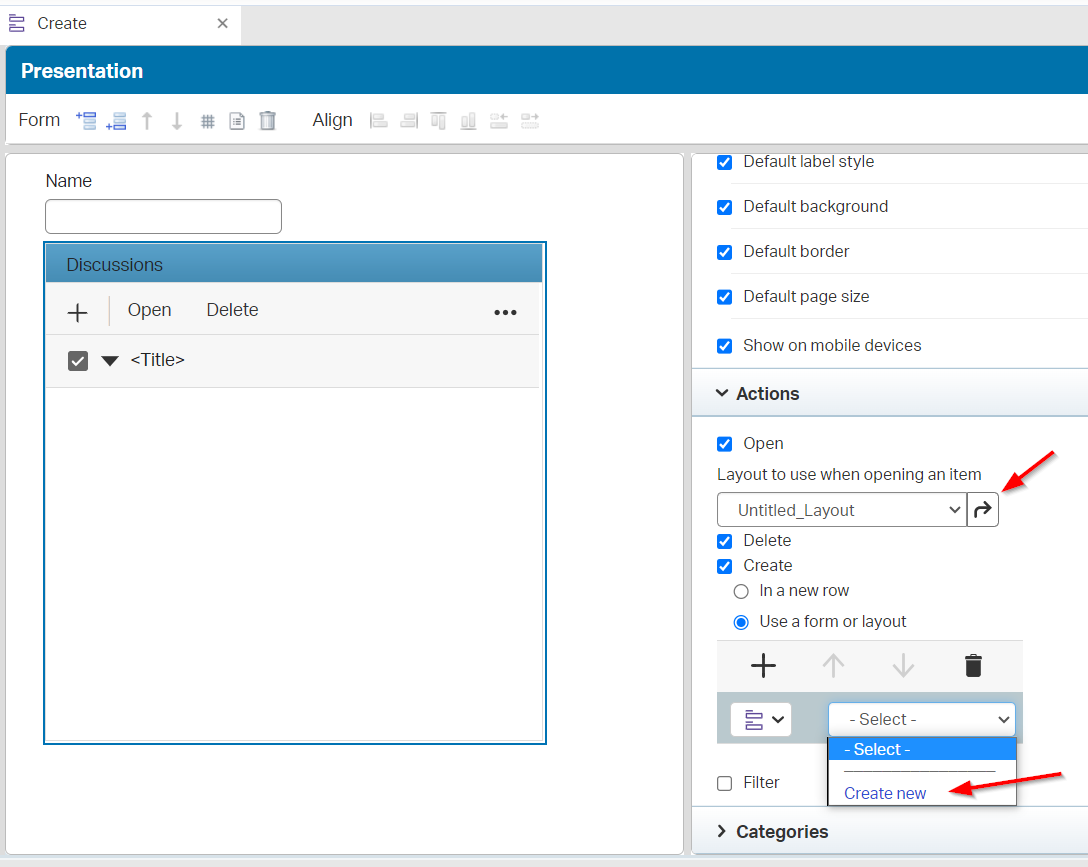 Create
Presentation
Form
Align
Name
Discussions
Open
Delete
<Title>
Default label style
Default background
Default border
Default page size
Show on mobile devices
Actions
Open
Layout to use when opening an item
Untitled_Layout
Delete
Create
In a new row
Use a form or layout
- Select -
- Select -
Create new
Filter
Categories